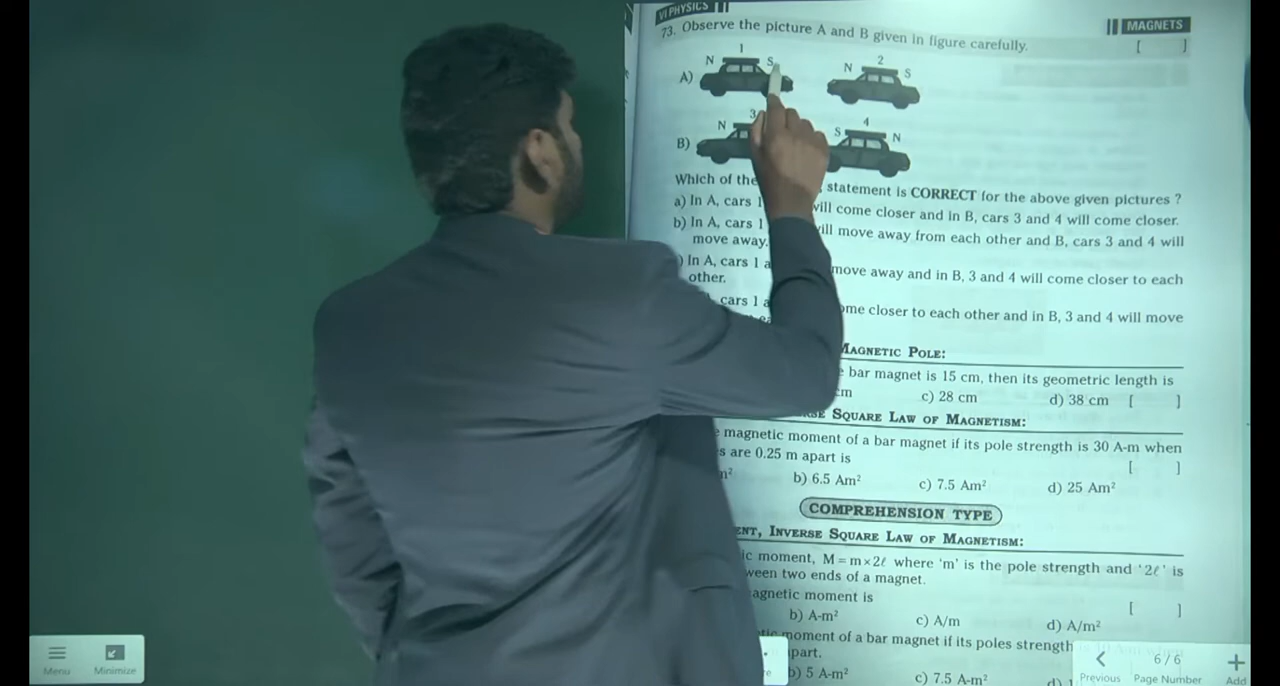 VI PHYSICS
MAGNETS
73. Observe the picture A and B given in figure carefully. [ ]
A) N 1 S N 2 S
B) N 3 S 4 N
Which of the statement is CORRECT for the above given pictures ?
a) In A, cars 1 will come closer and in B, cars 3 and 4 will come closer.
b) In A, cars 1 will move away from each other and B, cars 3 and 4 will
move away.
) In A, cars 1 a move away and in B, 3 and 4 will come closer to each
other.
cars 1 a ome closer to each other and in B, 3 and 4 will move
MAGNETIC POLE:
bar magnet is 15 cm, then its geometric length is
cm c) 28 cm d) 38 cm [ ]
SQUARE LAW OF MAGNETISM:
magnetic moment of a bar magnet if its pole strength is 30 A-m when
s are 0.25 m apart is [ ]
m² b) 6.5 Am² c) 7.5 Am² d) 25 Am²
COMPREHENSION TYPE
ENT, INVERSE SQUARE LAW OF MAGNETISM:
ic moment, M = m×2ℓ where 'm' is the pole strength and '2ℓ' is
ween two ends of a magnet.
agnetic moment is [ ]
b) A-m² c) A/m d) A/m²
tic moment of a bar magnet if its poles strength
apart.
b) 5 A-m² c) 7.5 A-m² d)
Menu Minimize
Previous 6 / 6 Page Number Add